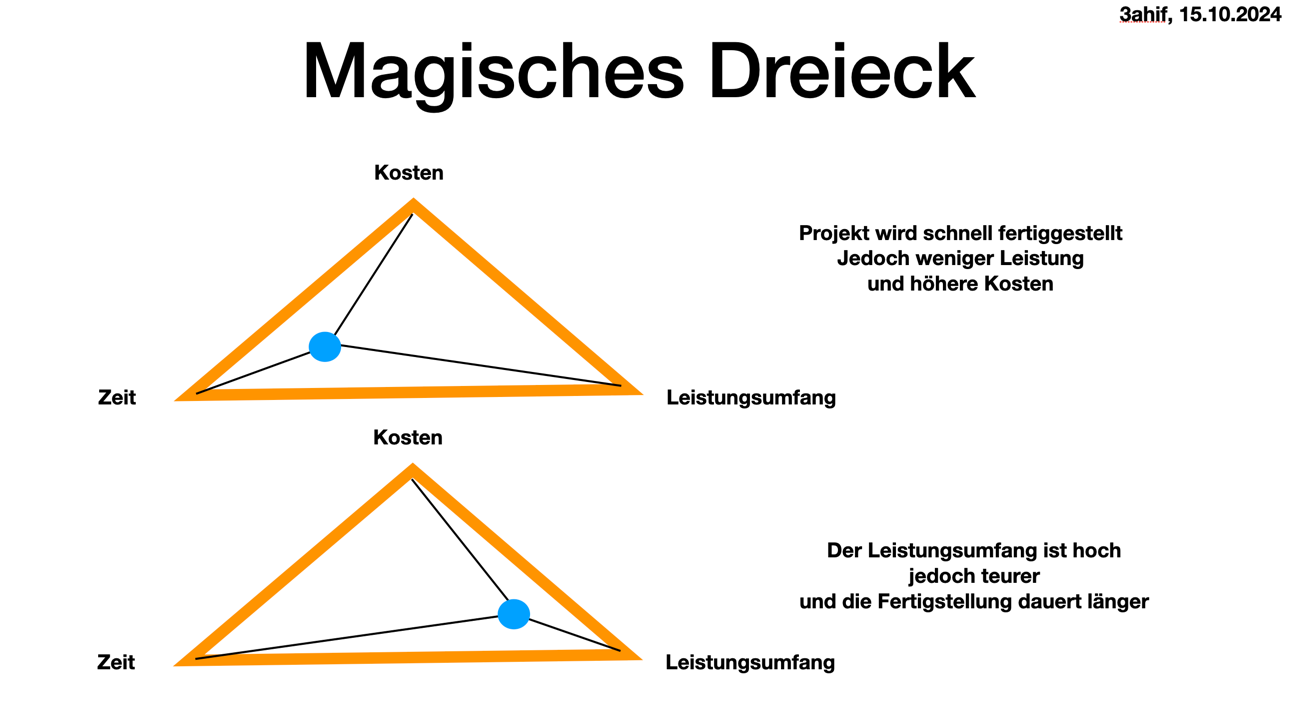 3ahif, 15.10.2024
Magisches Dreieck
Kosten
Projekt wird schnell fertiggestellt
Jedoch weniger Leistung
und höhere Kosten
Zeit
Leistungsumfang
Kosten
Der Leistungsumfang ist hoch
jedoch teurer
und die Fertigstellung dauert länger
Zeit
Leistungsumfang